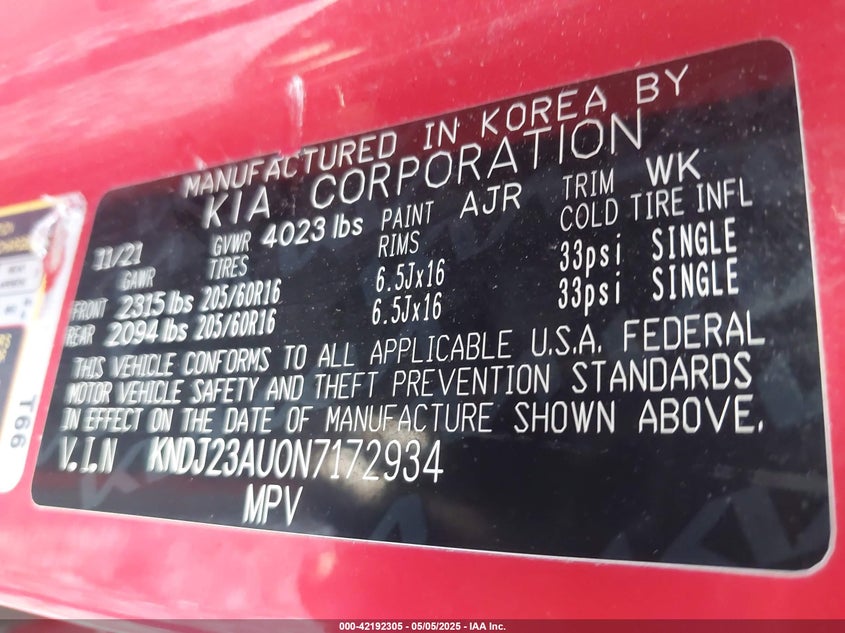 MANUFACTURED IN KOREA BY
KIA CORPORATION
11/21 GVWR 4023 lbs PAINT AJR TRIM WK
GAWR TIRES RIMS COLD TIRE INFL
FRONT 2315 lbs 205/60R16 6.5Jx16 33psi SINGLE
REAR 2094 lbs 205/60R16 6.5Jx16 33psi SINGLE
THIS VEHICLE CONFORMS TO ALL APPLICABLE U.S.A. FEDERAL
MOTOR VEHICLE SAFETY AND THEFT PREVENTION STANDARDS
IN EFFECT ON THE DATE OF MANUFACTURE SHOWN ABOVE.
V.I.N KNDJ23AU0N7172934
MPV
T66
000-42192305 - 05/05/2025 - IAA Inc.